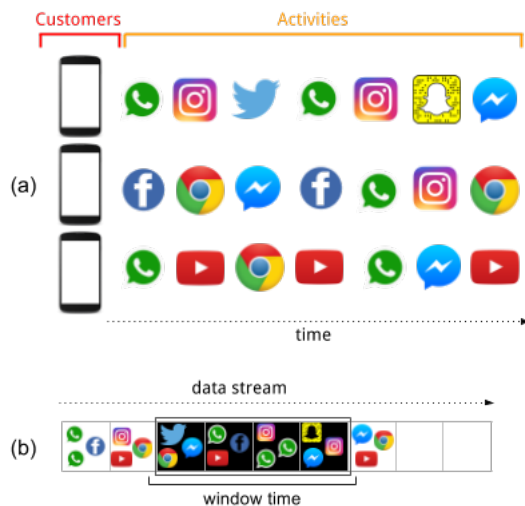 Customers Activities
(a)
time
data stream
(b)
window time